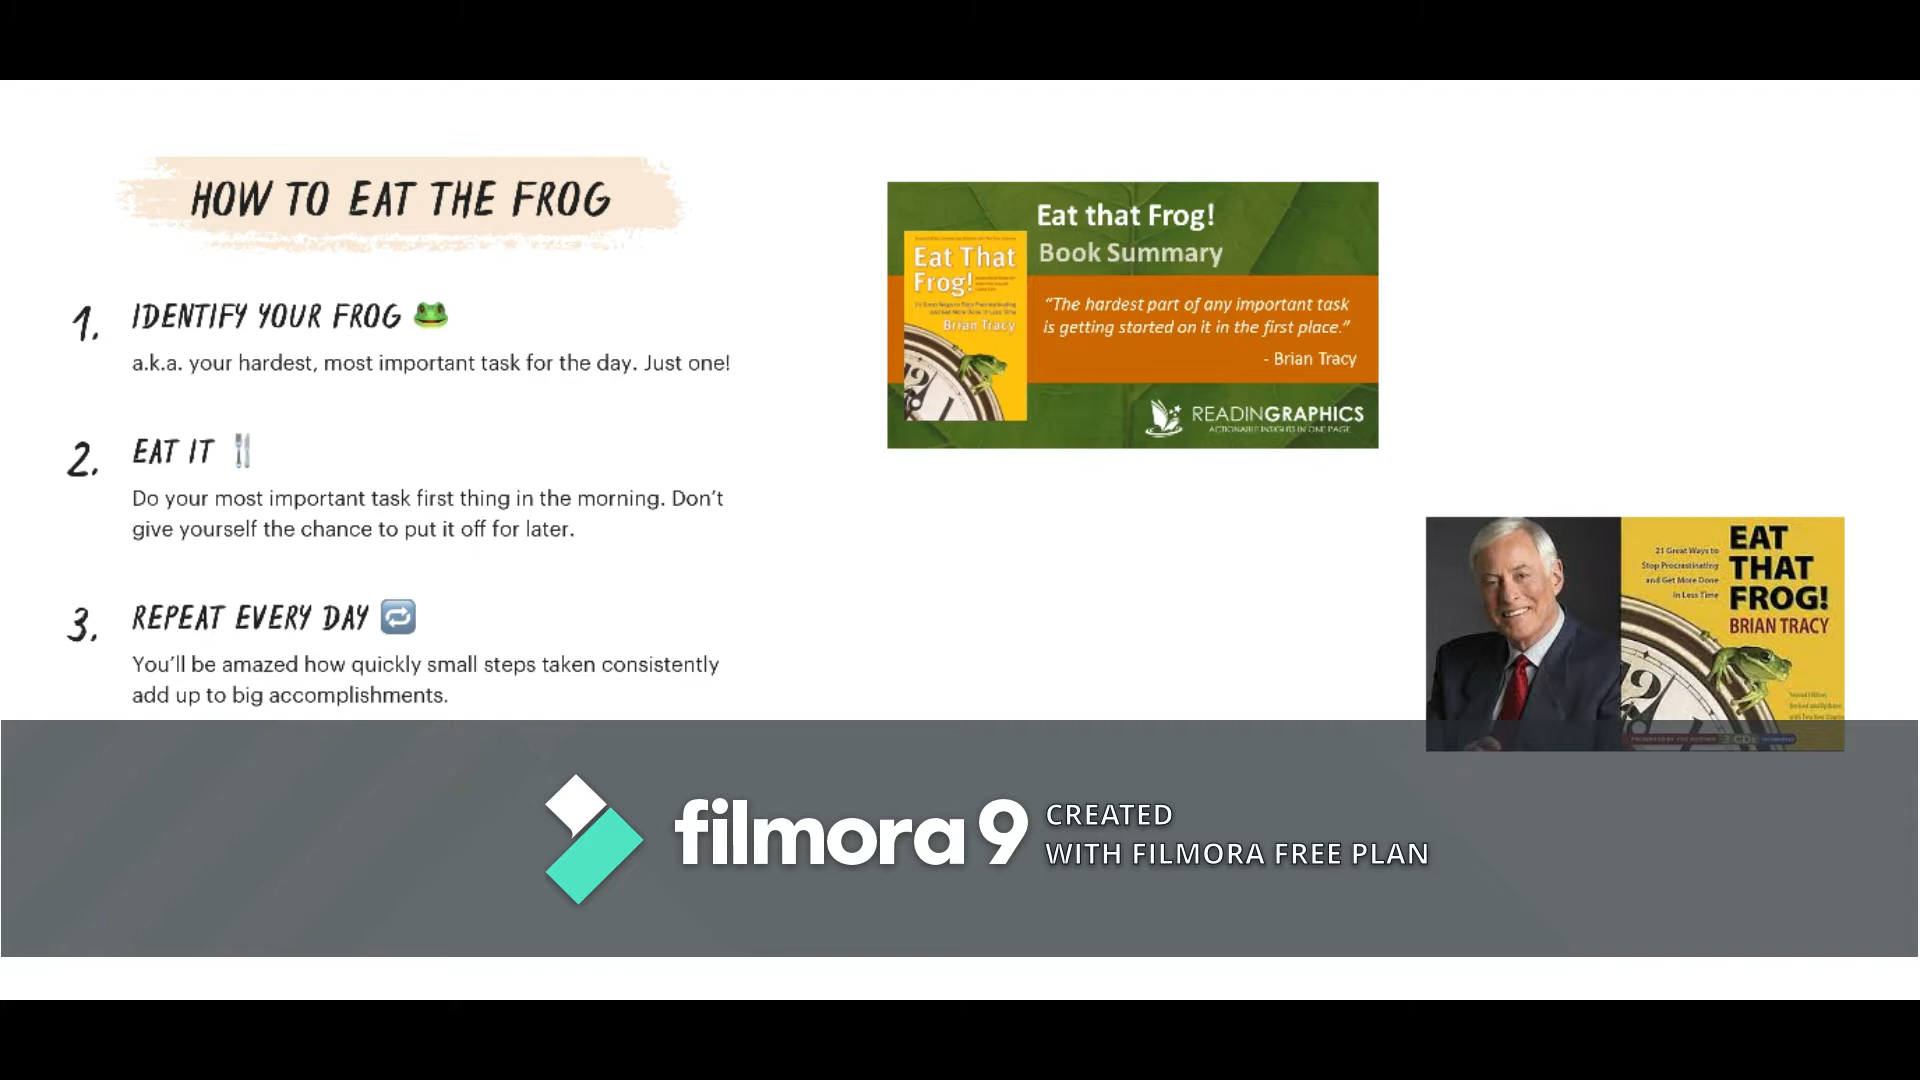 HOW TO EAT THE FROG
1. IDENTIFY YOUR FROG
a.k.a. your hardest, most important task for the day. Just one!
2. EAT IT
Do your most important task first thing in the morning. Don't
give yourself the chance to put it off for later.
3. REPEAT EVERY DAY
You'll be amazed how quickly small steps taken consistently
add up to big accomplishments.
Eat that Frog!
Book Summary
Eat That
Frog!
Brian Tracy
"The hardest part of any important task
is getting started on it in the first place."
- Brian Tracy
READINGRAPHICS
ACTIONABLE INSIGHTS IN ONE PAGE
21 Great Ways to
Stop Procrastinating
and Get More Done
In Less Time
EAT
THAT
FROG!
BRIAN TRACY
12
filmora 9
CREATED
WITH FILMORA FREE PLAN